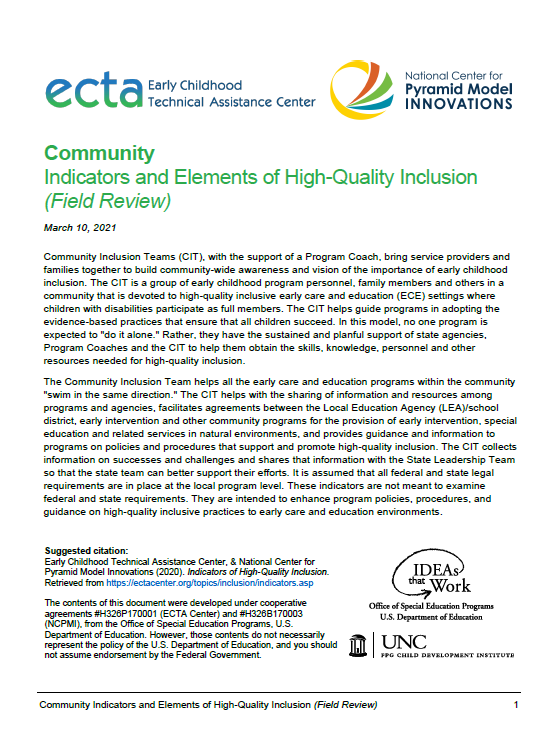 ecta Early Childhood
Technical Assistance Center
National Center for
Pyramid Model
INNOVATIONS
Community
Indicators and Elements of High-Quality Inclusion
(Field Review)
March 10, 2021
Community Inclusion Teams (CIT), with the support of a Program Coach, bring service providers and
families together to build community-wide awareness and vision of the importance of early childhood
inclusion. The CIT is a group of early childhood program personnel, family members and others in a
community that is devoted to high-quality inclusive early care and education (ECE) settings where
children with disabilities participate as full members. The CIT helps guide programs in adopting the
evidence-based practices that ensure that all children succeed. In this model, no one program is
expected to "do it alone." Rather, they have the sustained and planful support of state agencies,
Program Coaches and the CIT to help them obtain the skills, knowledge, personnel and other
resources needed for high-quality inclusion.
The Community Inclusion Team helps all the early care and education programs within the community
"swim in the same direction." The CIT helps with the sharing of information and resources among
programs and agencies, facilitates agreements between the Local Education Agency (LEA)/school
district, early intervention and other community programs for the provision of early intervention, special
education and related services in natural environments, and provides guidance and information to
programs on policies and procedures that support and promote high-quality inclusion. The CIT collects
information on successes and challenges and shares that information with the State Leadership Team
so that the state team can better support their efforts. It is assumed that all federal and state legal
requirements are in place at the local program level. These indicators are not meant to examine
federal and state requirements. They are intended to enhance program policies, procedures, and
guidance on high-quality inclusive practices to early care and education environments.
Suggested citation:
Early Childhood Technical Assistance Center, & National Center for
Pyramid Model Innovations (2020). Indicators of High-Quality Inclusion.
Retrieved from https://ectacenter.org/topics/inclusion/indicators.asp
The contents of this document were developed under cooperative
agreements #H326P170001 (ECTA Center) and #H326B170003
(NCPMI), from the Office of Special Education Programs, U.S.
Department of Education. However, those contents do not necessarily
represent the policy of the U.S. Department of Education, and you should
not assume endorsement by the Federal Government.
IDEAs
that Work
Office of Special Education Programs
U.S. Department of Education
UNC
FPG CHILD DEVELOPMENT INSTITUTE
Community Indicators and Elements of High-Quality Inclusion (Field Review) 1